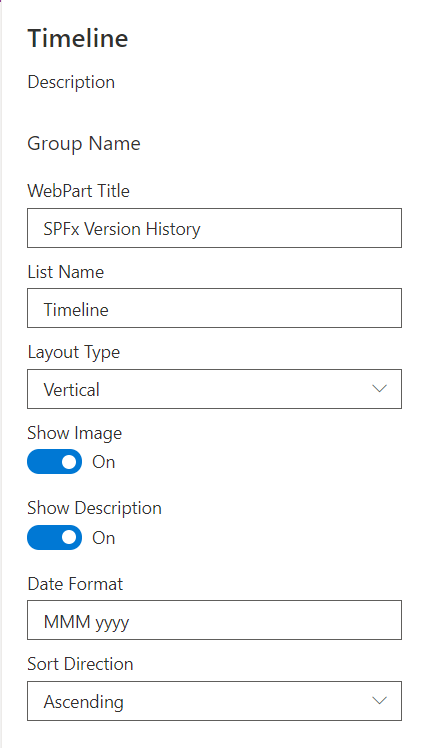 Timeline
Description
Group Name
WebPart Title
SPFx Version History
List Name
Timeline
Layout Type
Vertical
Show Image
On
Show Description
On
Date Format
MMM yyyy
Sort Direction
Ascending